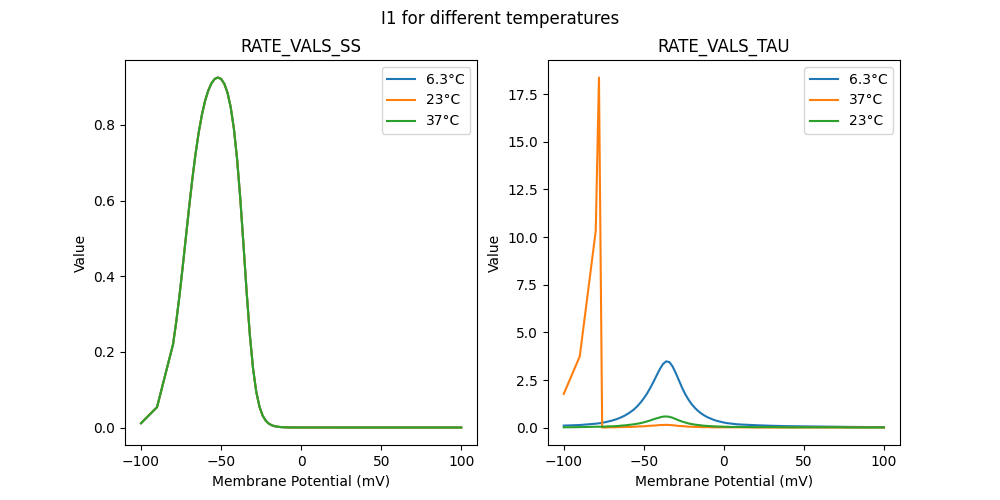 I1 for different temperatures
RATE_VALS_SS
6.3°C
23°C
37°C
0.8
0.6
0.4
0.2
0.0
Value
−100
−50
0
50
100
Membrane Potential (mV)
RATE_VALS_TAU
6.3°C
37°C
23°C
17.5
15.0
12.5
10.0
7.5
5.0
2.5
0.0
Value
−100
−50
0
50
100
Membrane Potential (mV)